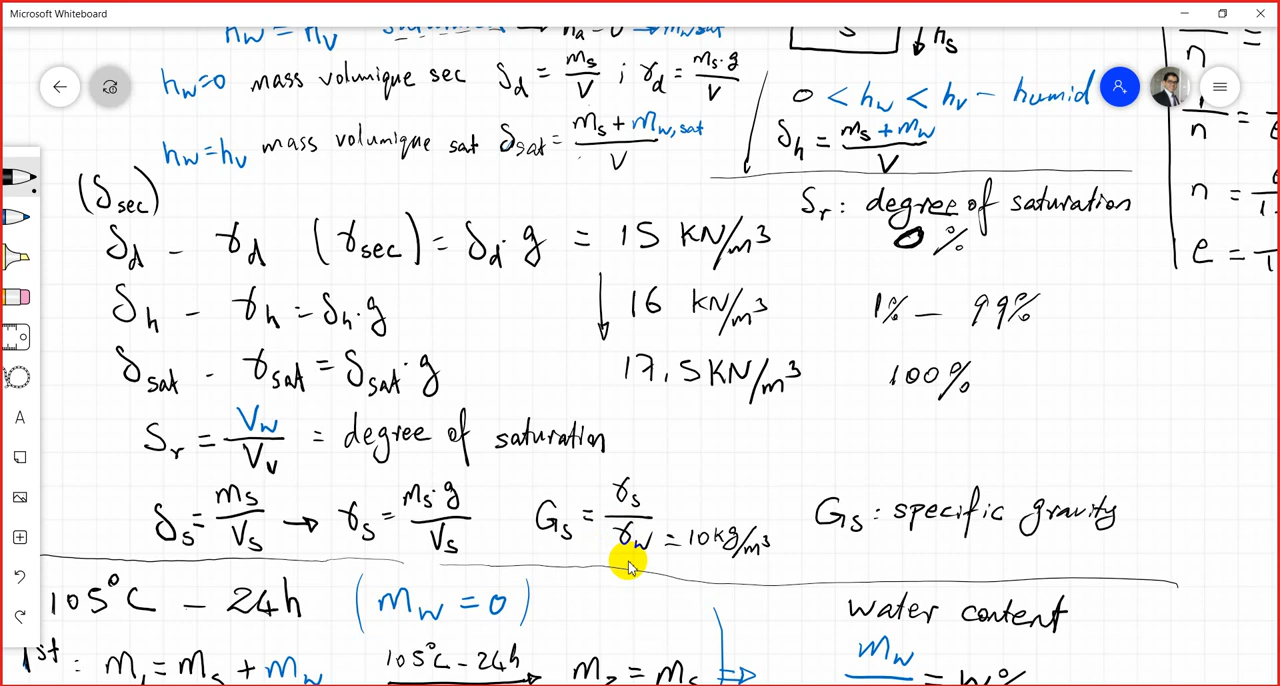 Microsoft Whiteboard
hw = hv
S
hs
n
hw=0 mass volumique sec δd = ms/V ; γd = ms·g/V
0 < hw < hv - humid
hw=hv mass volumique sat δsat = ms + mw,sat/V
δh = ms + mw/V
n
(δsec)
Sr : degree of saturation
n =
δd - γd (γsec) = δd·g = 15 KN/m³
0 %
e =
δh - γh = δh·g
16 KN/m³
1% - 99%
δsat - γsat = δsat·g
17.5 KN/m³
100%
Sr = Vw/Vv = degree of saturation
δs = ms/Vs → γs = ms·g/Vs
Gs = γs/γw = 10kg/m³
Gs : specific gravity
105°C - 24h (mw = 0)
water content
1st : m1 = ms + mw
105°C - 24h
m2 = ms ⇒
mw = w%